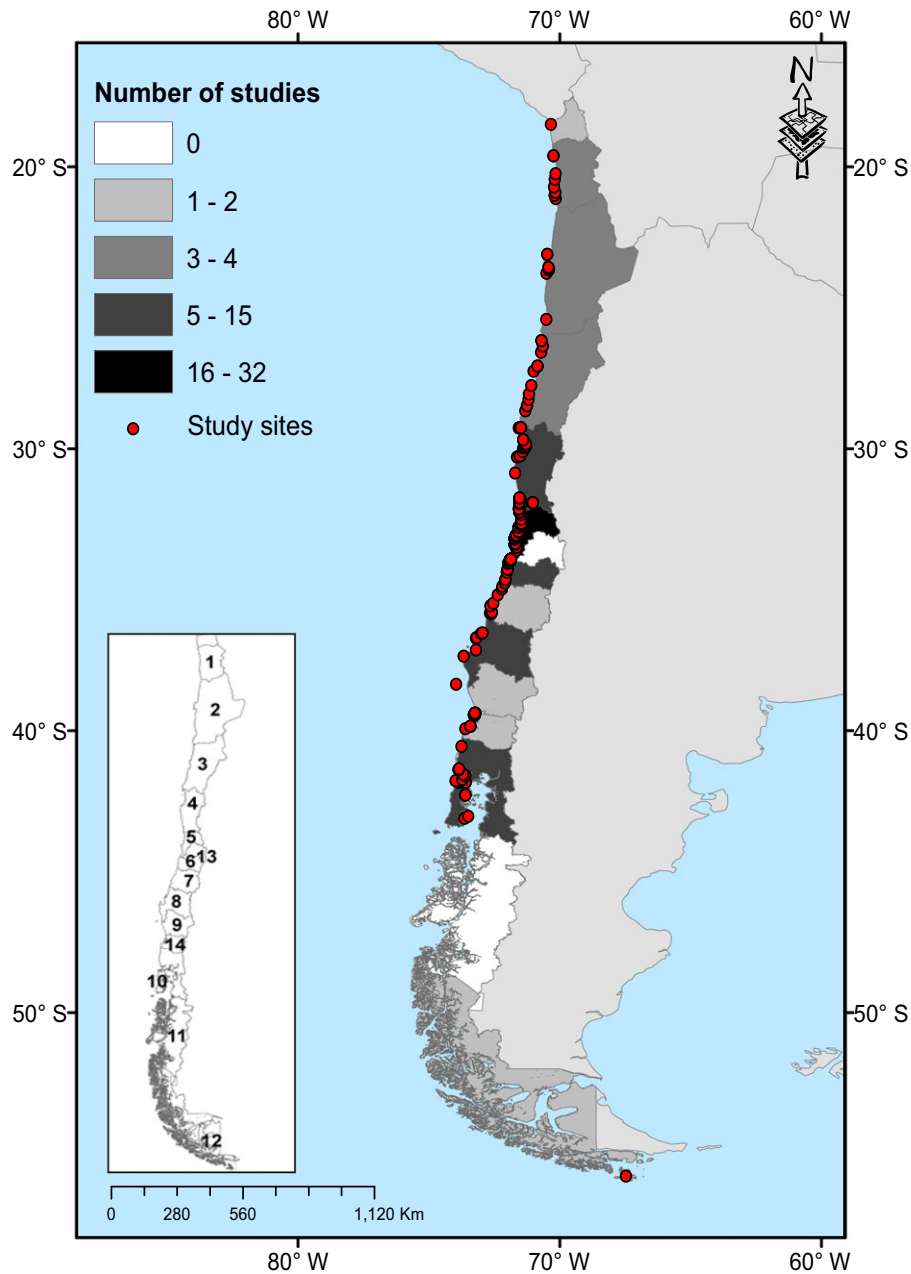 80° W 70° W 60° W
Number of studies
0
1 - 2
3 - 4
5 - 15
16 - 32
Study sites
N
20° S 20° S
30° S 30° S
40° S 40° S
50° S 50° S
1
2
3
4
5
6 13
7
8
9
14
10
11
12
0 280 560 1,120 Km
80° W 70° W 60° W